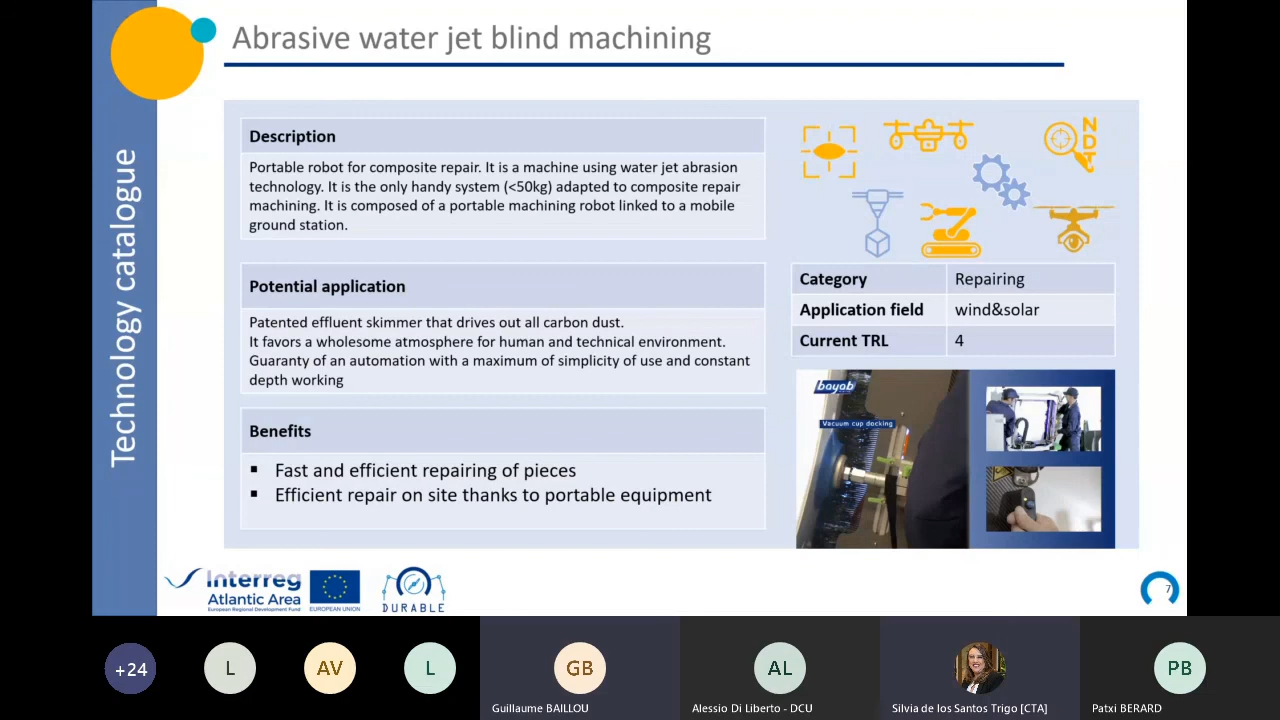 Abrasive water jet blind machining
Technology catalogue
Description
Portable robot for composite repair. It is a machine using water jet abrasion
technology. It is the only handy system (<50kg) adapted to composite repair
machining. It is composed of a portable machining robot linked to a mobile
ground station.
Potential application
Patented effluent skimmer that drives out all carbon dust.
It favors a wholesome atmosphere for human and technical environment.
Guaranty of an automation with a maximum of simplicity of use and constant
depth working
Benefits
▪ Fast and efficient repairing of pieces
▪ Efficient repair on site thanks to portable equipment
NDT
Category Repairing
Application field wind&solar
Current TRL 4
bayab
Vacuum cup docking
Interreg
Atlantic Area
European Regional Development Fund
EUROPEAN UNION
DURABLE
7
+24
L
AV
L
GB
Guillaume BAILLOU
AL
Alessio Di Liberto - DCU
Silvia de los Santos Trigo [CTA]
PB
Patxi BERARD